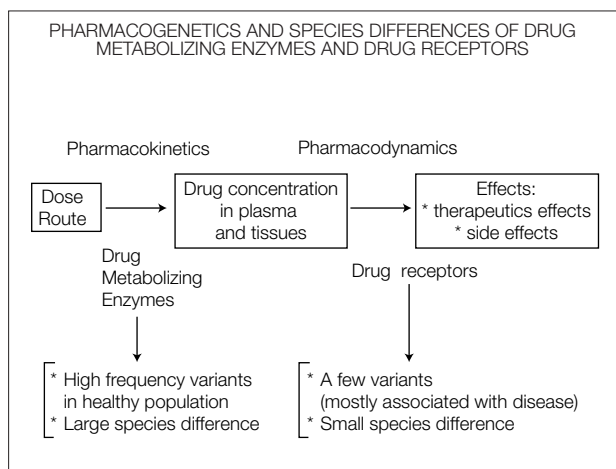 PHARMACOGENETICS AND SPECIES DIFFERENCES OF DRUG
METABOLIZING ENZYMES AND DRUG RECEPTORS
Pharmacokinetics
Pharmacodynamics
Dose
Route
Drug concentration
in plasma
and tissues
Effects:
* therapeutics effects
* side effects
Drug
Metabolizing
Enzymes
Drug receptors
* High frequency variants
in healthy population
* Large species difference
* A few variants
(mostly associated with disease)
* Small species difference